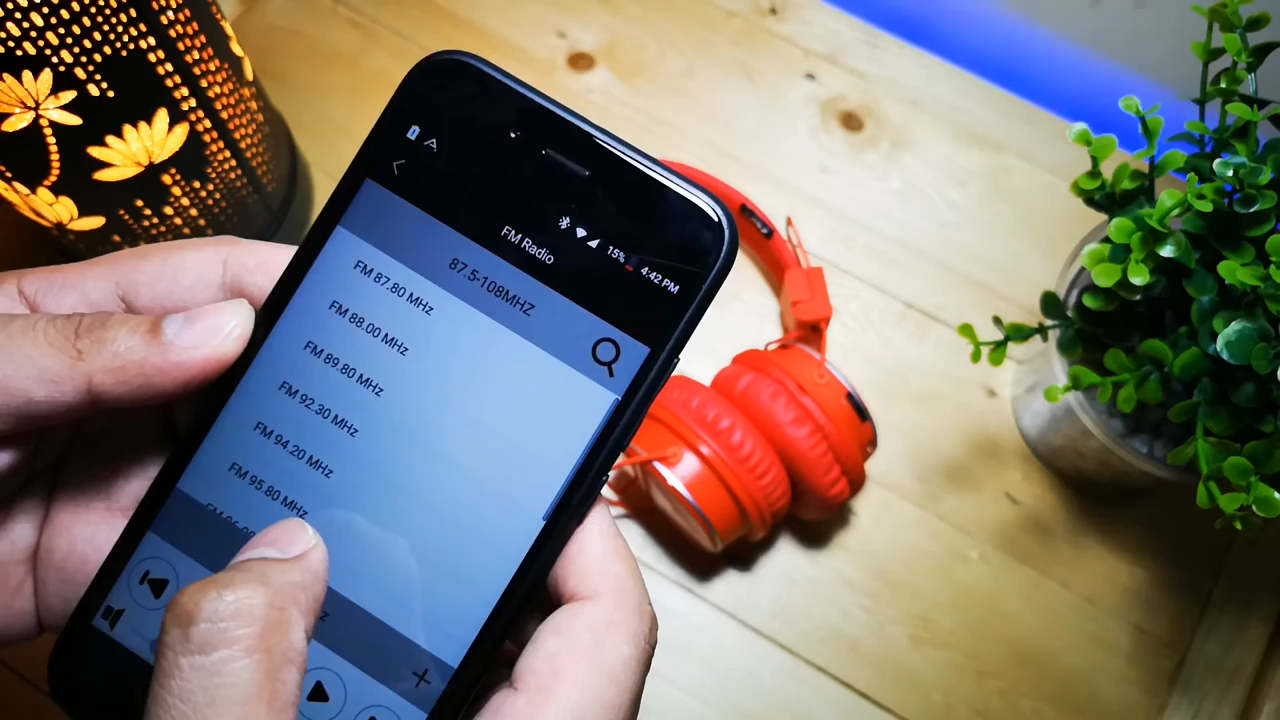 15% 4:42 PM
FM Radio
87.5-108MHZ
FM 87.80 MHz
FM 88.00 MHz
FM 89.80 MHz
FM 92.30 MHz
FM 94.20 MHz
FM 95.80 MHz